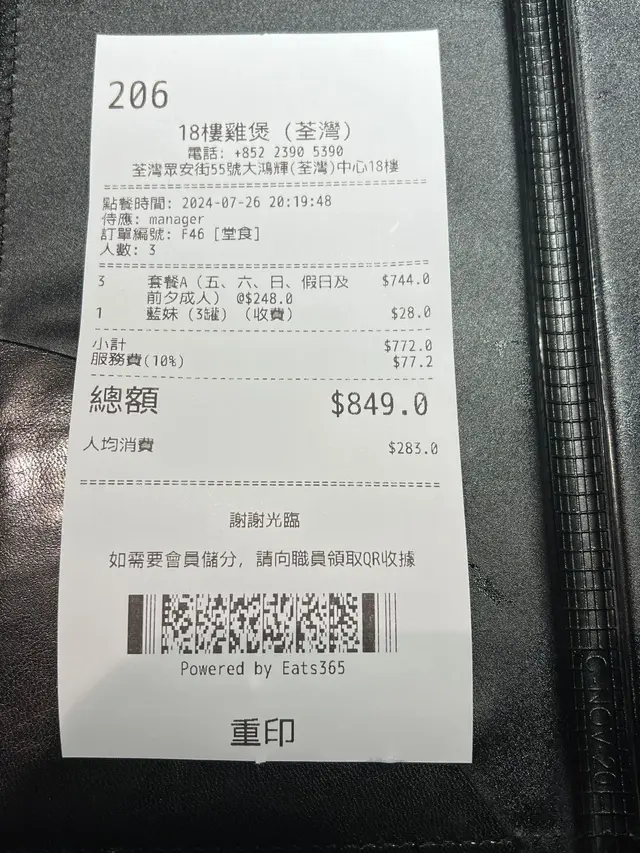 206
18樓雞煲 (荃灣)
電話: +852 2390 5390
荃灣眾安街55號大鴻輝(荃灣)中心18樓
點餐時間: 2024-07-26 20:19:48
侍應: manager
訂單編號: F46 [堂食]
人數: 3
3 套餐A (五、六、日、假日及 $744.0
前夕成人) @$248.0
1 藍妹 (3罐) (收費) $28.0
小計 $772.0
服務費(10%) $77.2
總額 $849.0
人均消費 $283.0
謝謝光臨
如需要會員儲分, 請向職員領取QR收據
Powered by Eats365
重印